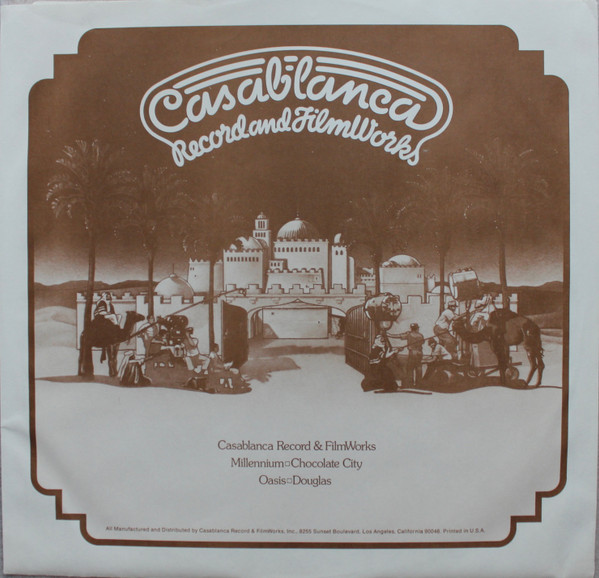 Casablanca
Record and FilmWorks
Casablanca Record & FilmWorks
Millennium▫Chocolate City
Oasis▫Douglas
All Manufactured and Distributed by Casablanca Record & FilmWorks, Inc., 8255 Sunset Boulevard, Los Angeles, California 90046. Printed in U.S.A.